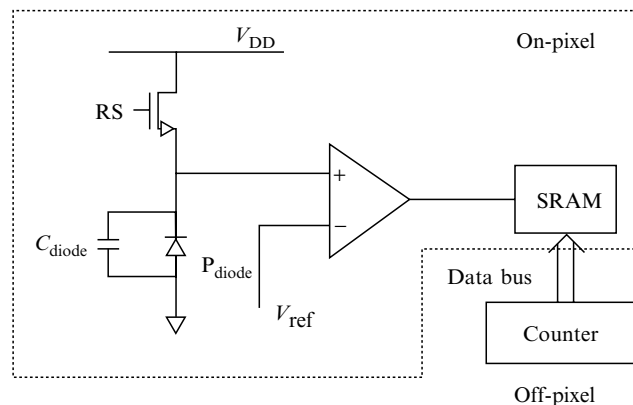 V_DD
On-pixel
RS
+
SRAM
−
C_diode
P_diode
Data bus
V_ref
Counter
Off-pixel